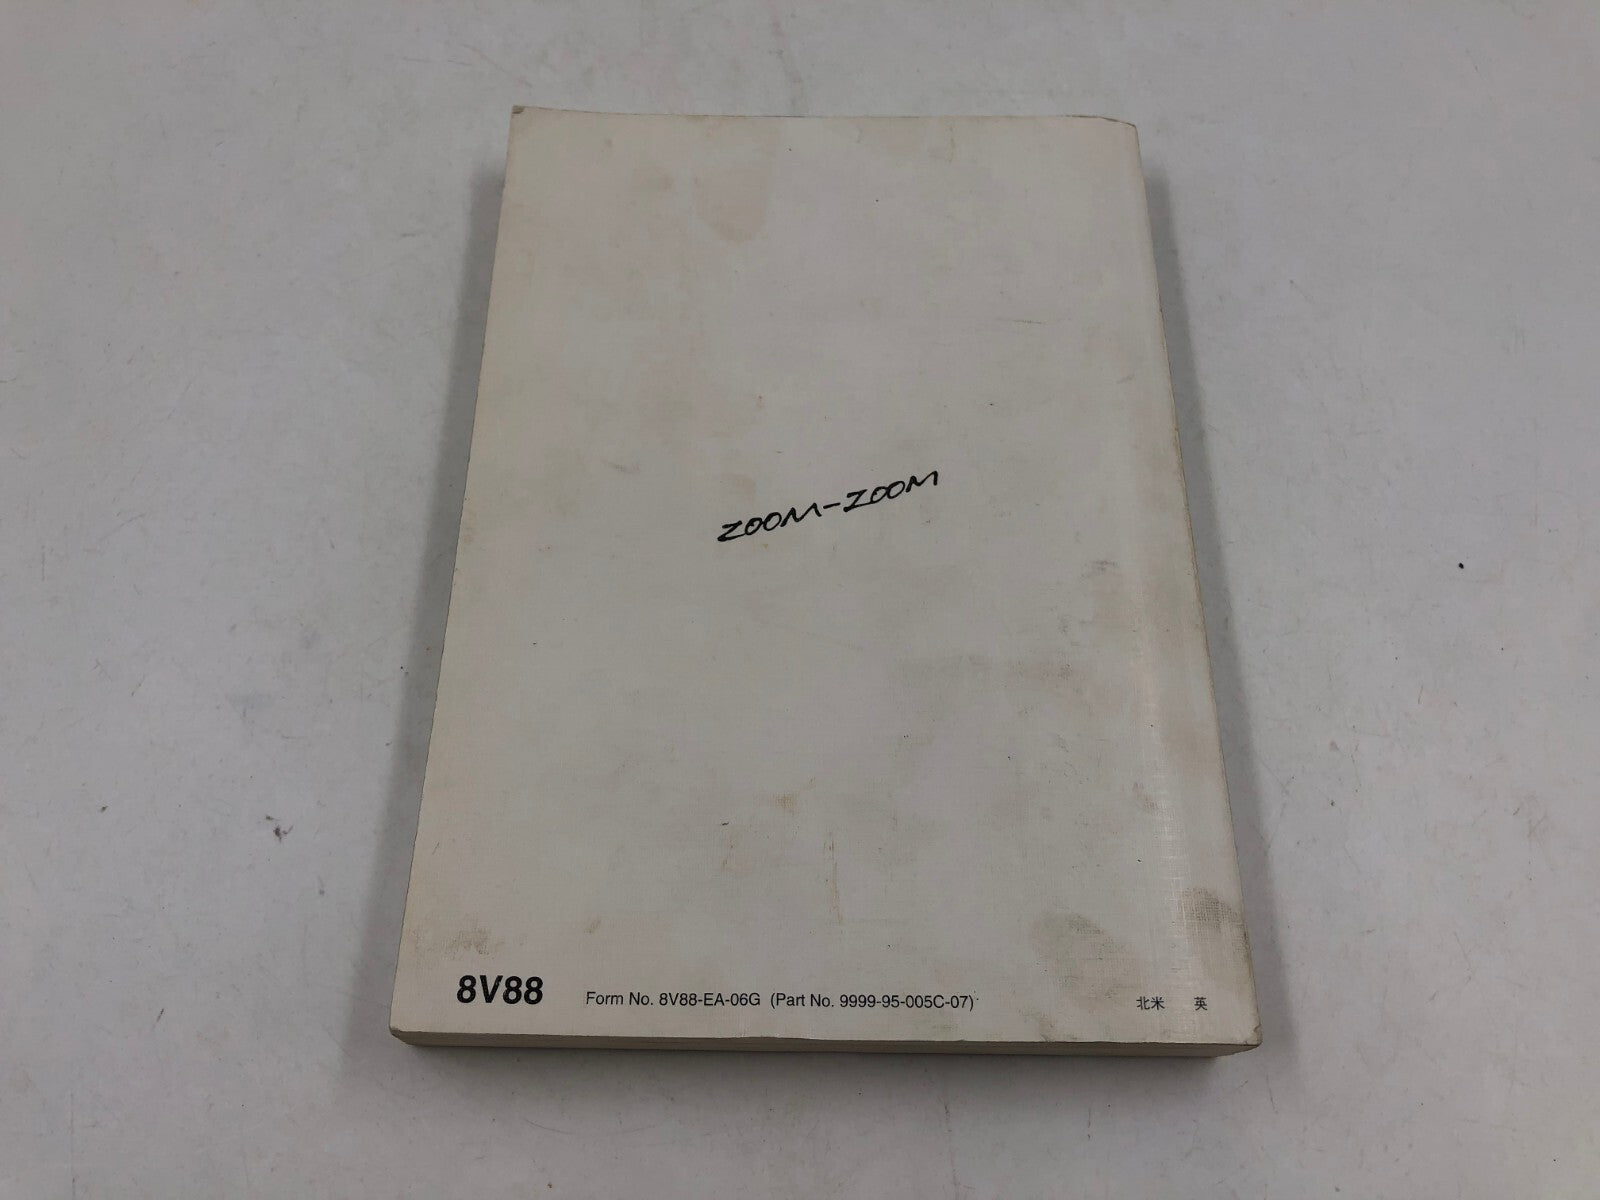 ZOOM-ZOOM
8V88 Form No. 8V88-EA-06G (Part No. 9999-95-005C-07) 北米 英